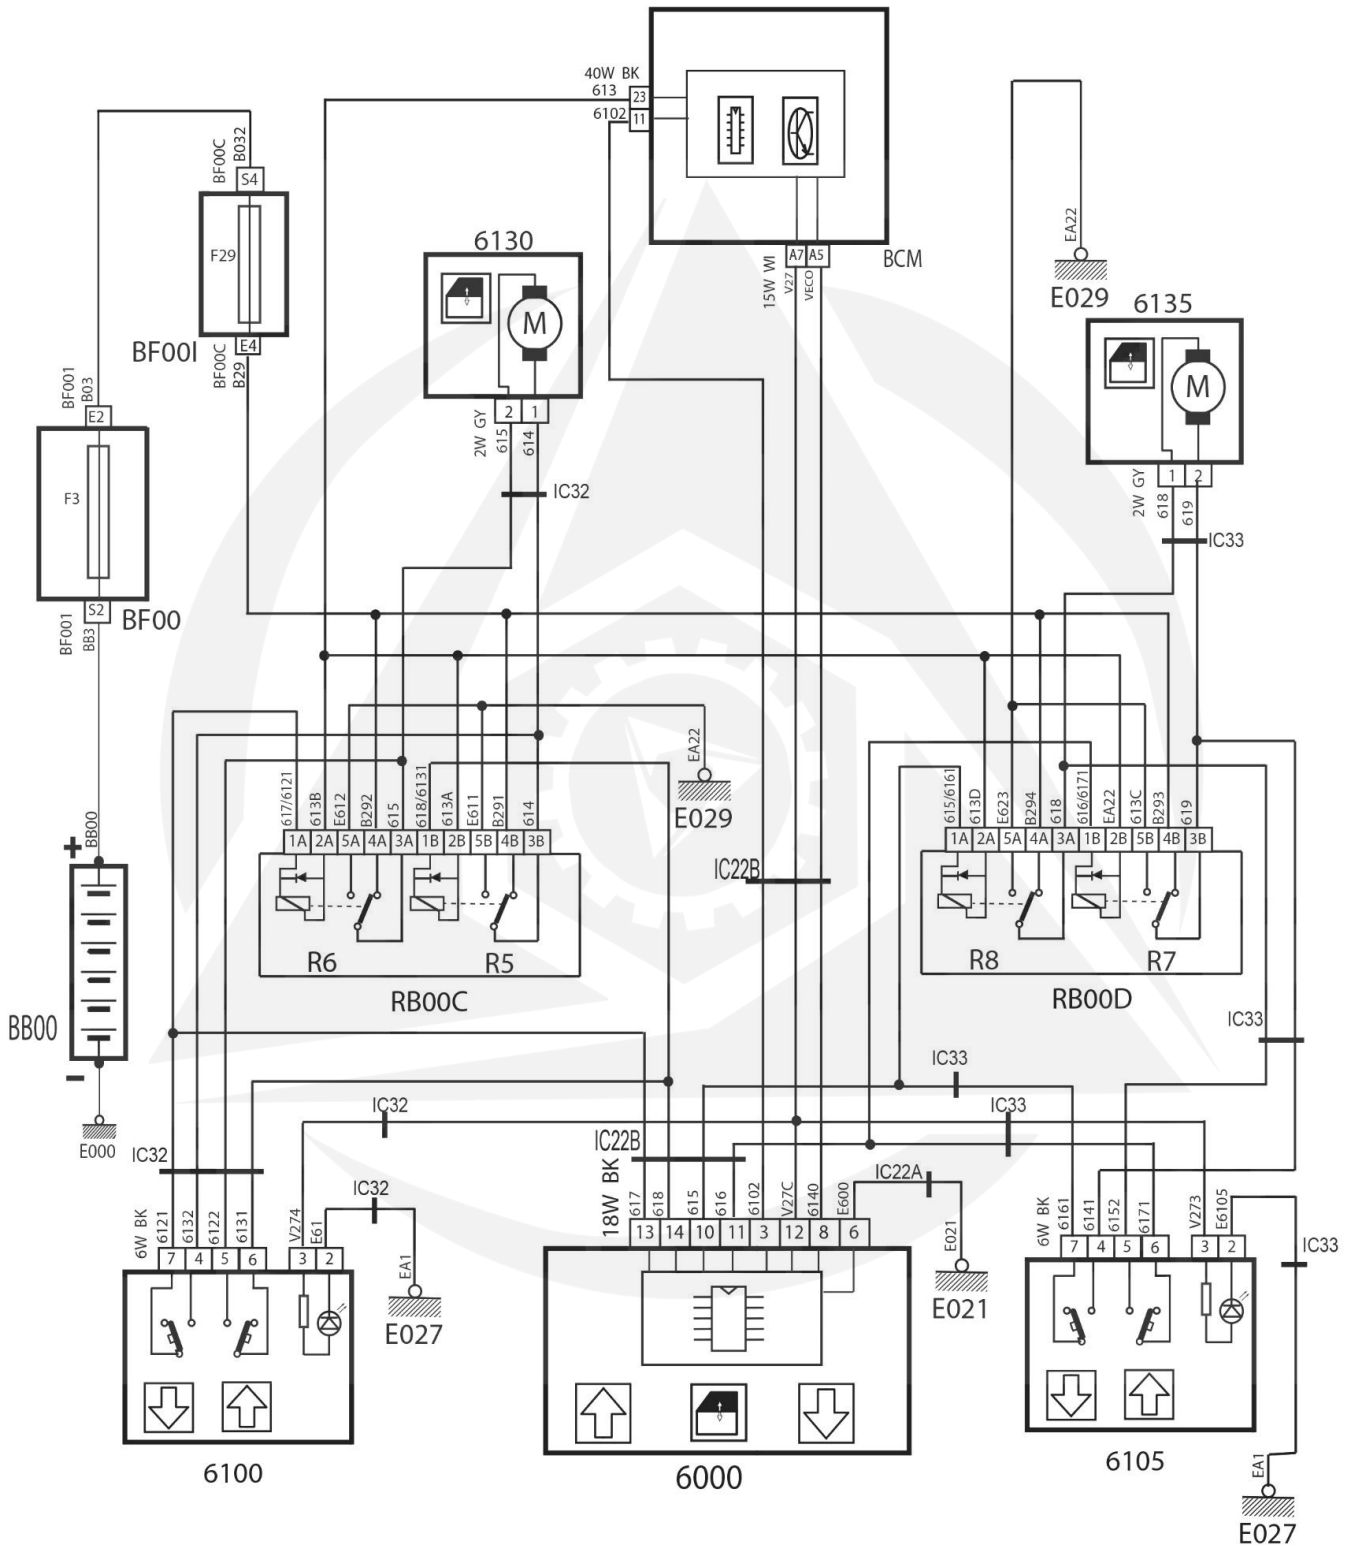 40W BK
613
23
6102
11
BCM
A7
A5
15W WI
V27
VECO
BF00C
B032
S4
F29
BF00I
E4
BF00C
B29
BF001
B03
E2
F3
S2
BF00
BF001
BB3
6130
M
2
1
2W GY
615
614
IC32
EA22
E029
6135
M
1
2
2W GY
618
619
IC33
EA22
E029
617/6121
613B
E612
B292
615
618/6131
613A
E611
B291
614
1A
2A
5A
4A
3A
1B
2B
5B
4B
3B
R6
R5
RB00C
615/6161
613D
E623
B294
618
616/6171
EA22
613C
B293
619
1A
2A
5A
4A
3A
1B
2B
5B
4B
3B
R8
R7
RB00D
IC22B
+
BB00
BB00
−
E000
IC33
IC33
IC33
IC32
IC32
IC22B
IC22A
IC32
6W BK
6121
6132
6122
6131
V274
E61
7
4
5
6
3
2
EA1
E027
6100
18W BK
617
618
615
616
6102
V27C
6140
E600
13
14
10
11
3
12
8
6
E021
E021
6000
6W BK
6161
6141
6152
6171
V273
E6105
7
4
5
6
3
2
IC33
6105
EA1
E027